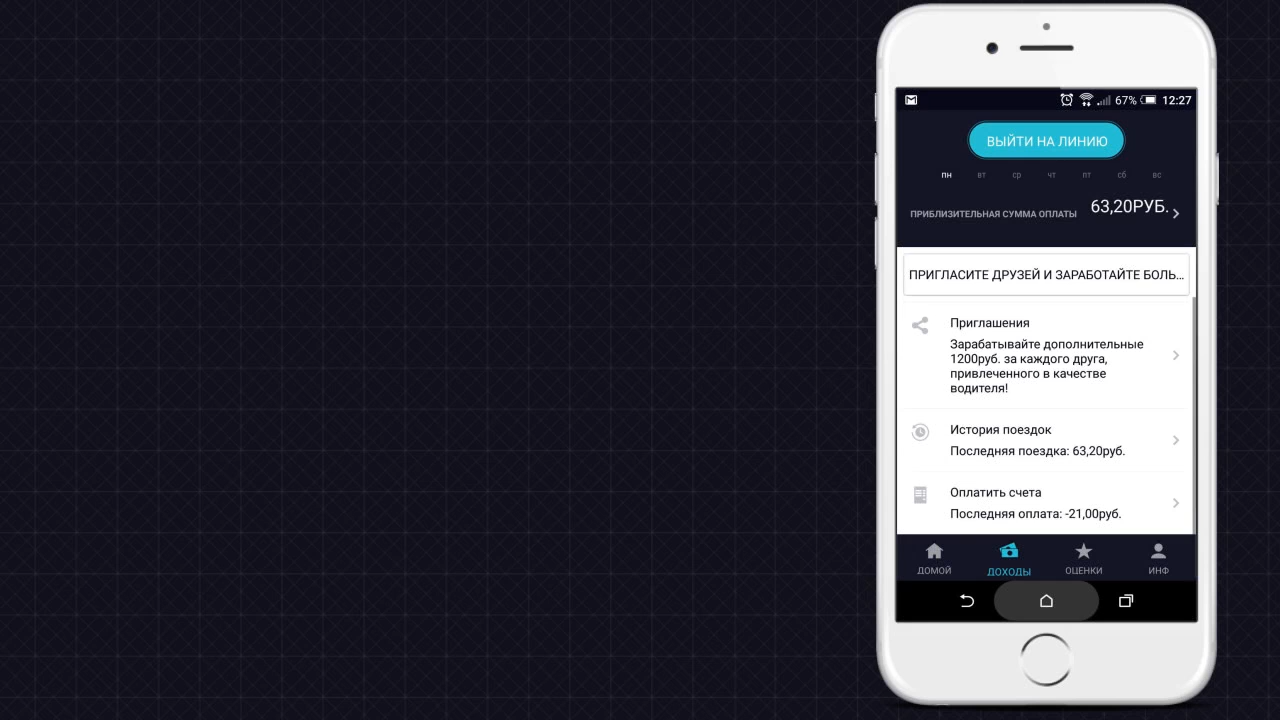 67% 12:27
ВЫЙТИ НА ЛИНИЮ
пн вт ср чт пт сб вс
ПРИБЛИЗИТЕЛЬНАЯ СУММА ОПЛАТЫ 63,20РУБ.
ПРИГЛАСИТЕ ДРУЗЕЙ И ЗАРАБОТАЙТЕ БОЛЬ...
Приглашения
Зарабатывайте дополнительные
1200руб. за каждого друга,
привлеченного в качестве
водителя!
История поездок
Последняя поездка: 63,20руб.
Оплатить счета
Последняя оплата: -21,00руб.
ДОМОЙ ДОХОДЫ ОЦЕНКИ ИНФ